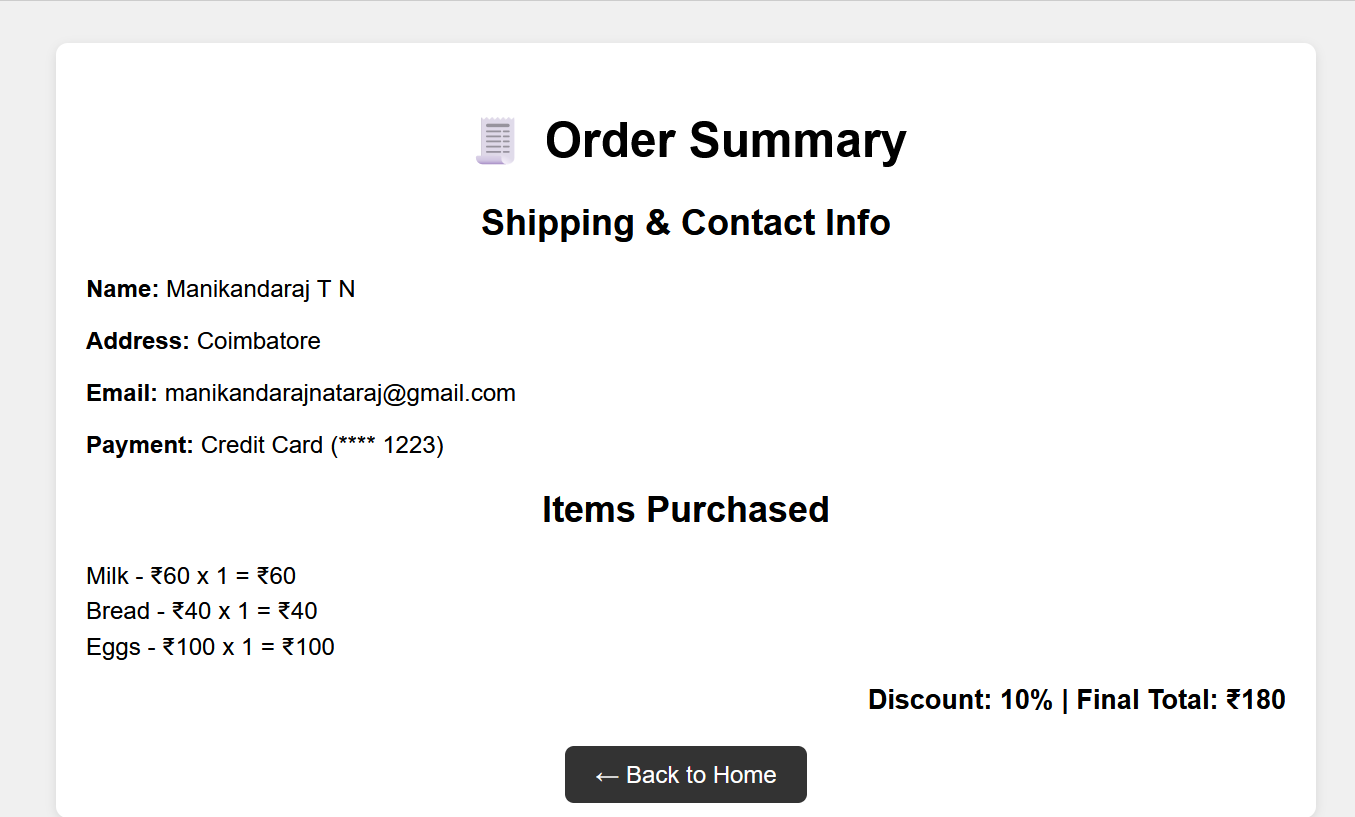 Order Summary
Shipping & Contact Info
Name: Manikandaraj T N
Address: Coimbatore
Email: manikandarajnataraj@gmail.com
Payment: Credit Card (**** 1223)
Items Purchased
Milk - ₹60 x 1 = ₹60
Bread - ₹40 x 1 = ₹40
Eggs - ₹100 x 1 = ₹100
Discount: 10% | Final Total: ₹180
← Back to Home